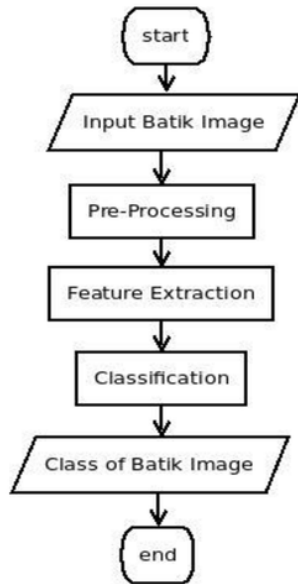 start
Input Batik Image
Pre-Processing
Feature Extraction
Classification
Class of Batik Image
end